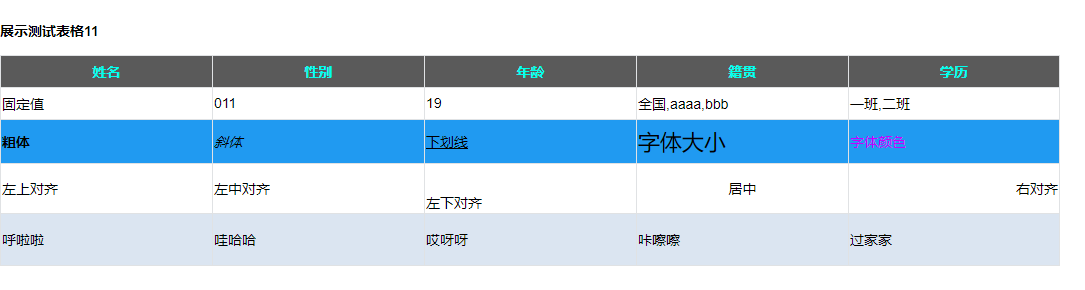 展示测试表格11
姓名 性别 年龄 籍贯 学历
固定值 011 19 全国,aaaa,bbb 一班,二班
粗体 斜体 下划线 字体大小 字体颜色
左上对齐 左中对齐 左下对齐 居中 右对齐
呼啦啦 哇哈哈 哎呀呀 咔嚓嚓 过家家